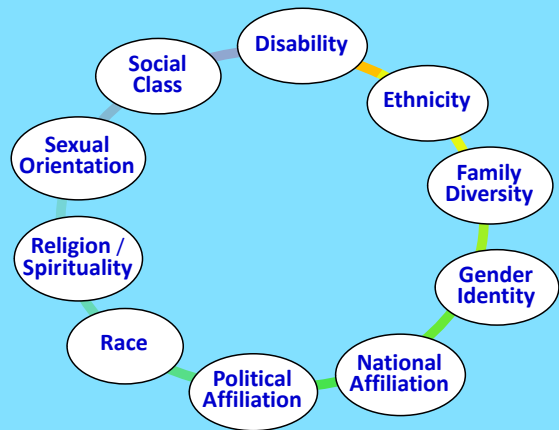 Disability
Ethnicity
Family
Diversity
Gender
Identity
National
Affiliation
Political
Affiliation
Race
Religion /
Spirituality
Sexual
Orientation
Social
Class